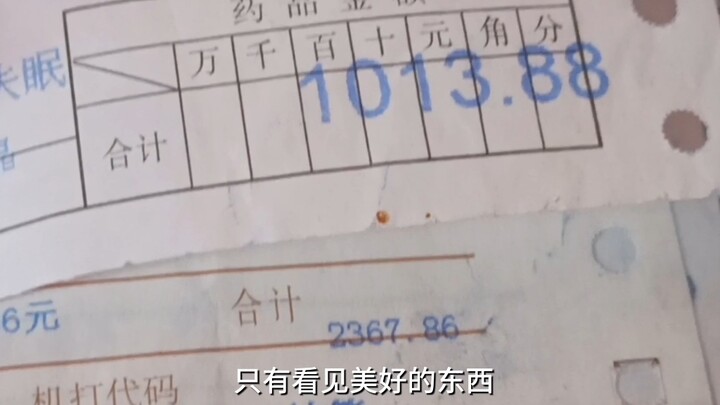 药品金额
万 千 百 十 元 角 分
眠
1013.88
合计
6元 合计 2367.86
机打代码
只有看见美好的东西